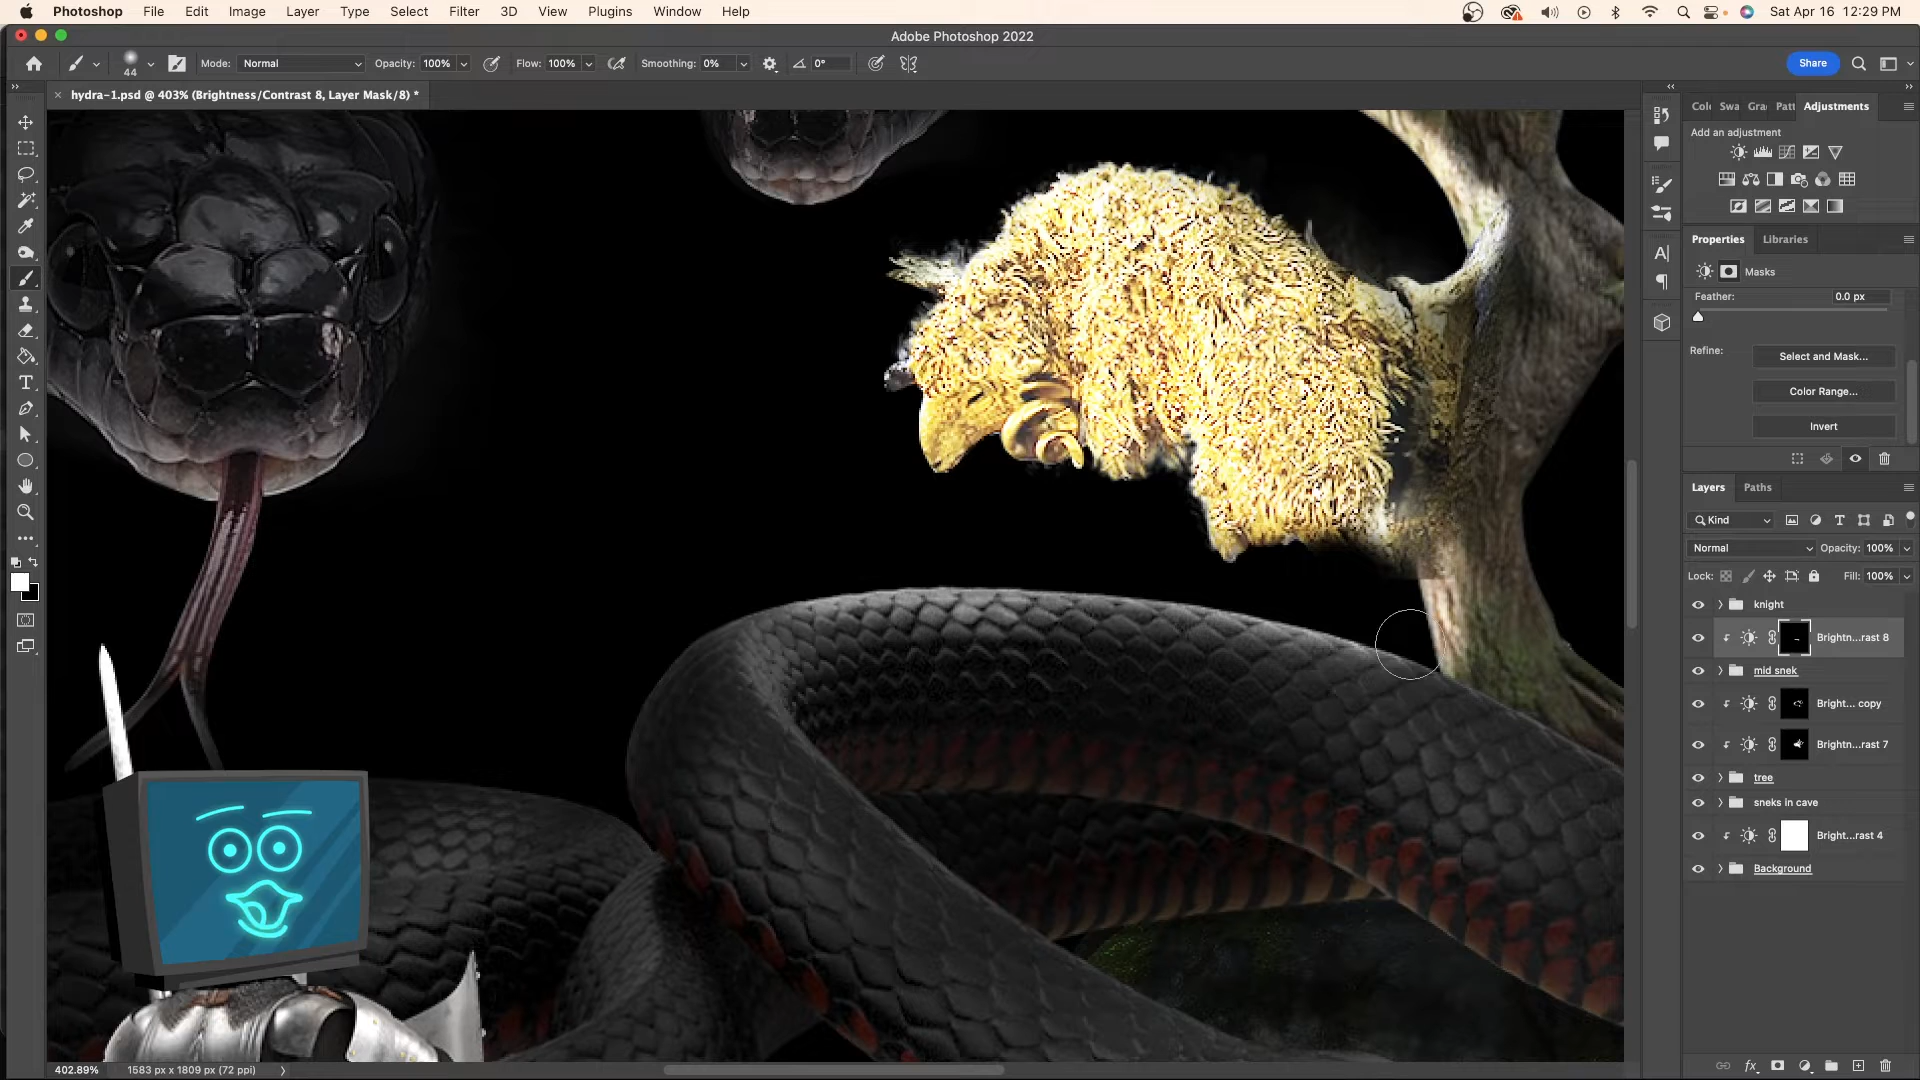 Photoshop File Edit Image Layer Type Select Filter 3D View Plugins Window Help Sat Apr 16 12:29 PM
Adobe Photoshop 2022
44 Mode: Normal Opacity: 100% Flow: 100% Smoothing: 0% 0° Share
hydra-1.psd @ 403% (Brightness/Contrast 8, Layer Mask/8) *
Colc Swa Gra Patt Adjustments
Add an adjustment
Properties Libraries
Masks
Feather: 0.0 px
Refine: Select and Mask...
Color Range...
Invert
Layers Paths
Kind
Normal Opacity: 100%
Lock: Fill: 100%
knight
Brightn...rast 8
mid snek
Bright... copy
Brightn...rast 7
tree
sneks in cave
Bright...rast 4
Background
402.89% 1583 px x 1809 px (72 ppi)